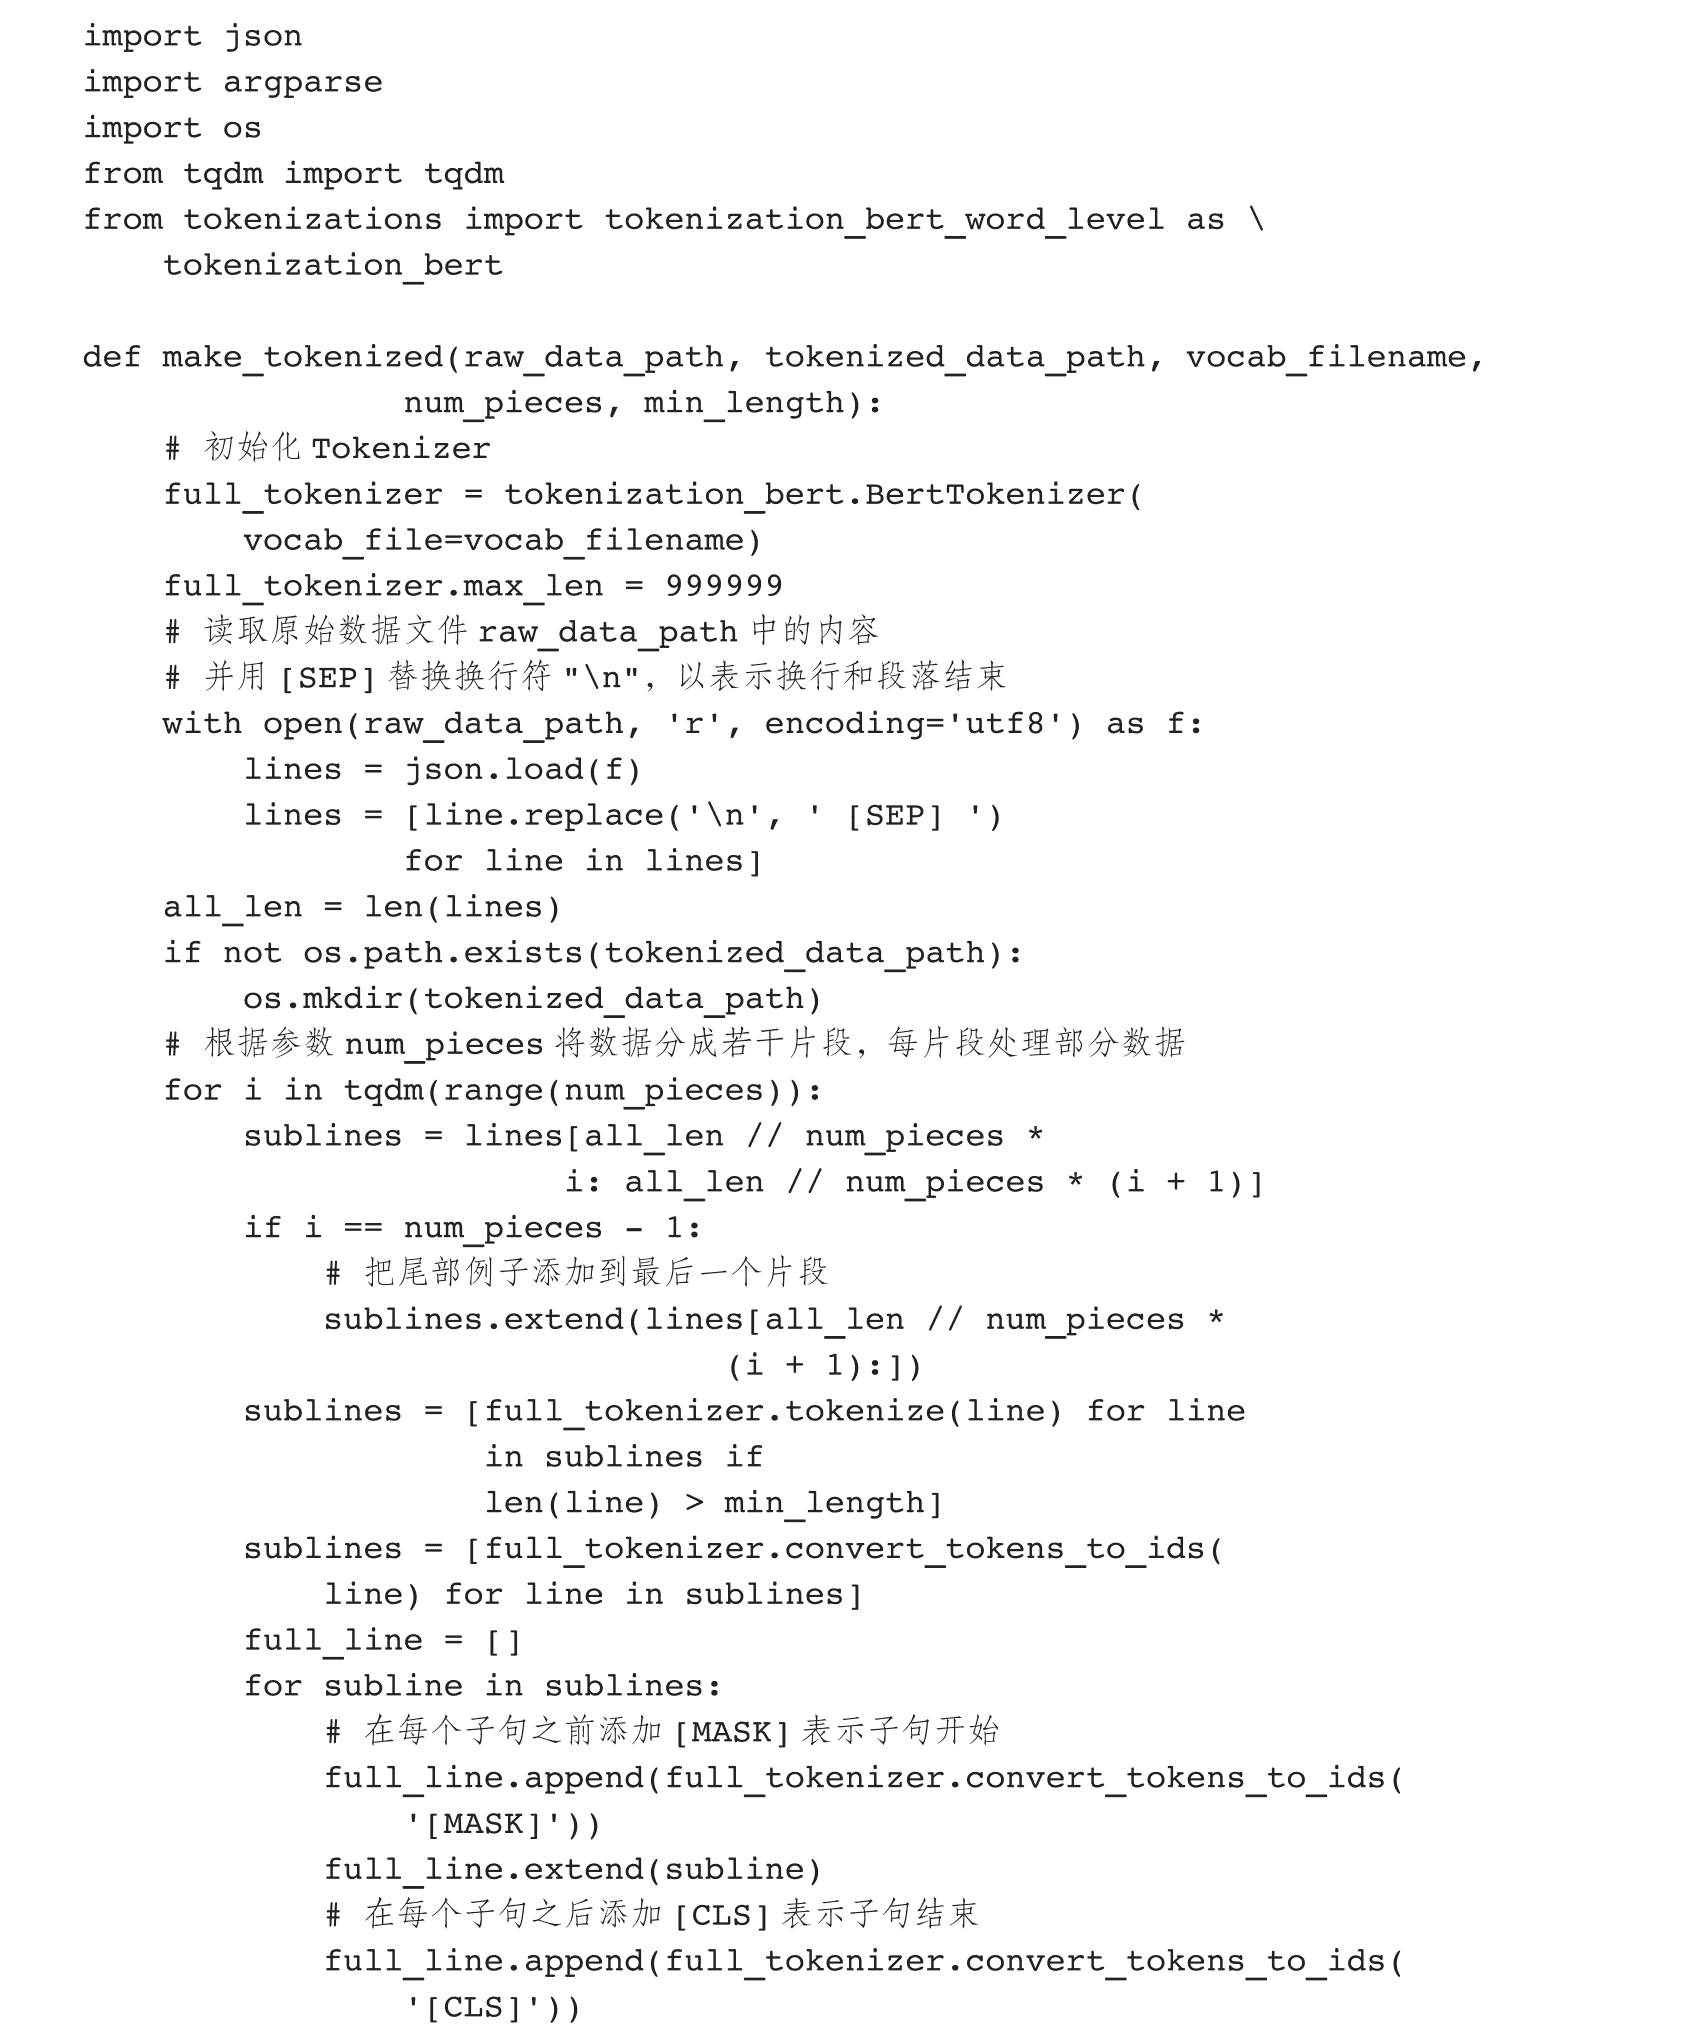 import json
import argparse
import os
from tqdm import tqdm
from tokenizations import tokenization_bert_word_level as \
    tokenization_bert

def make_tokenized(raw_data_path, tokenized_data_path, vocab_filename,
                num_pieces, min_length):
    # 初始化 Tokenizer
    full_tokenizer = tokenization_bert.BertTokenizer(
        vocab_file=vocab_filename)
    full_tokenizer.max_len = 999999
    # 读取原始数据文件 raw_data_path 中的内容
    # 并用 [SEP] 替换换行符 "\n"，以表示换行和段落结束
    with open(raw_data_path, 'r', encoding='utf8') as f:
        lines = json.load(f)
        lines = [line.replace('\n', ' [SEP] ')
                for line in lines]
    all_len = len(lines)
    if not os.path.exists(tokenized_data_path):
        os.mkdir(tokenized_data_path)
    # 根据参数 num_pieces 将数据分成若干片段，每片段处理部分数据
    for i in tqdm(range(num_pieces)):
        sublines = lines[all_len // num_pieces *
                        i: all_len // num_pieces * (i + 1)]
        if i == num_pieces - 1:
            # 把尾部例子添加到最后一个片段
            sublines.extend(lines[all_len // num_pieces *
                                (i + 1):])
        sublines = [full_tokenizer.tokenize(line) for line
                    in sublines if
                    len(line) > min_length]
        sublines = [full_tokenizer.convert_tokens_to_ids(
            line) for line in sublines]
        full_line = []
        for subline in sublines:
            # 在每个子句之前添加 [MASK] 表示子句开始
            full_line.append(full_tokenizer.convert_tokens_to_ids(
                '[MASK]'))
            full_line.extend(subline)
            # 在每个子句之后添加 [CLS] 表示子句结束
            full_line.append(full_tokenizer.convert_tokens_to_ids(
                '[CLS]'))